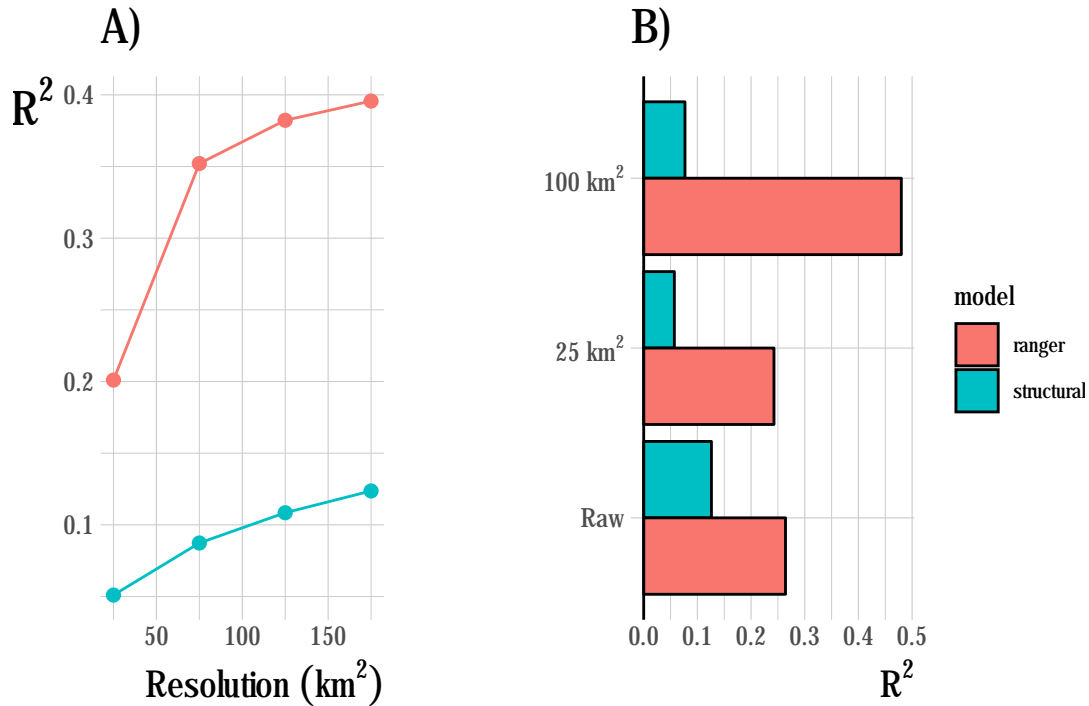 A)
R²
0.4
0.3
0.2
0.1
50 100 150
Resolution (km²)
B)
100 km²
25 km²
Raw
0.0 0.1 0.2 0.3 0.4 0.5
R²
model
ranger
structural